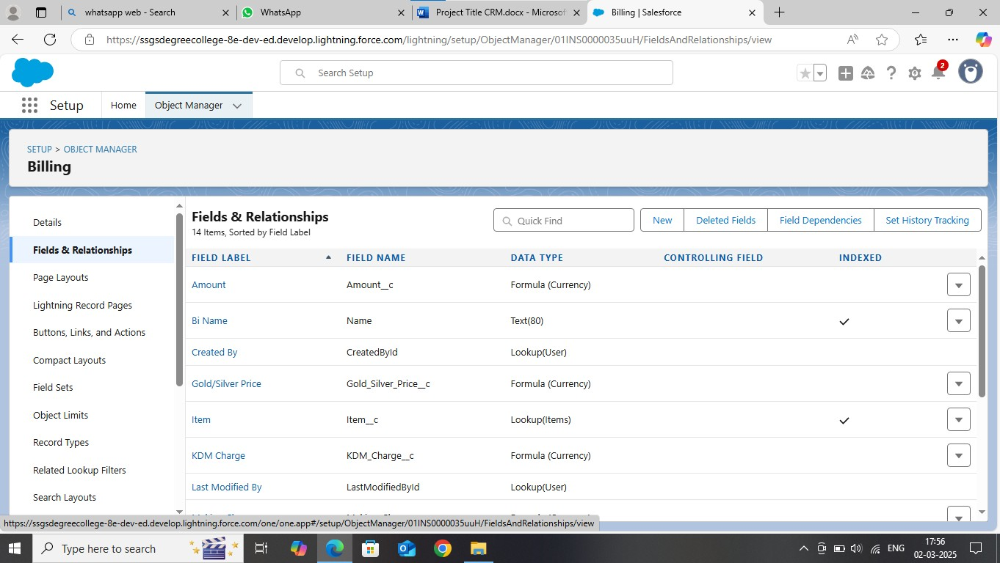 whatsapp web - Search
WhatsApp
Project Title CRM.docx - Microsof
Billing | Salesforce
https://ssgsdegreecollege-8e-dev-ed.develop.lightning.force.com/lightning/setup/ObjectManager/01INS0000035uuH/FieldsAndRelationships/view
Search Setup
2
Setup
Home
Object Manager
SETUP > OBJECT MANAGER
Billing
Details
Fields & Relationships
Page Layouts
Lightning Record Pages
Buttons, Links, and Actions
Compact Layouts
Field Sets
Object Limits
Record Types
Related Lookup Filters
Search Layouts
Fields & Relationships
14 Items, Sorted by Field Label
Quick Find
New
Deleted Fields
Field Dependencies
Set History Tracking
FIELD LABEL FIELD NAME DATA TYPE CONTROLLING FIELD INDEXED
Amount Amount__c Formula (Currency)
Bi Name Name Text(80)
Created By CreatedById Lookup(User)
Gold/Silver Price Gold_Silver_Price__c Formula (Currency)
Item Item__c Lookup(Items)
KDM Charge KDM_Charge__c Formula (Currency)
Last Modified By LastModifiedById Lookup(User)
https://ssgsdegreecollege-8e-dev-ed.develop.lightning.force.com/one/one.app#/setup/ObjectManager/01INS0000035uuH/FieldsAndRelationships/view
Type here to search
ENG
17:56
02-03-2025